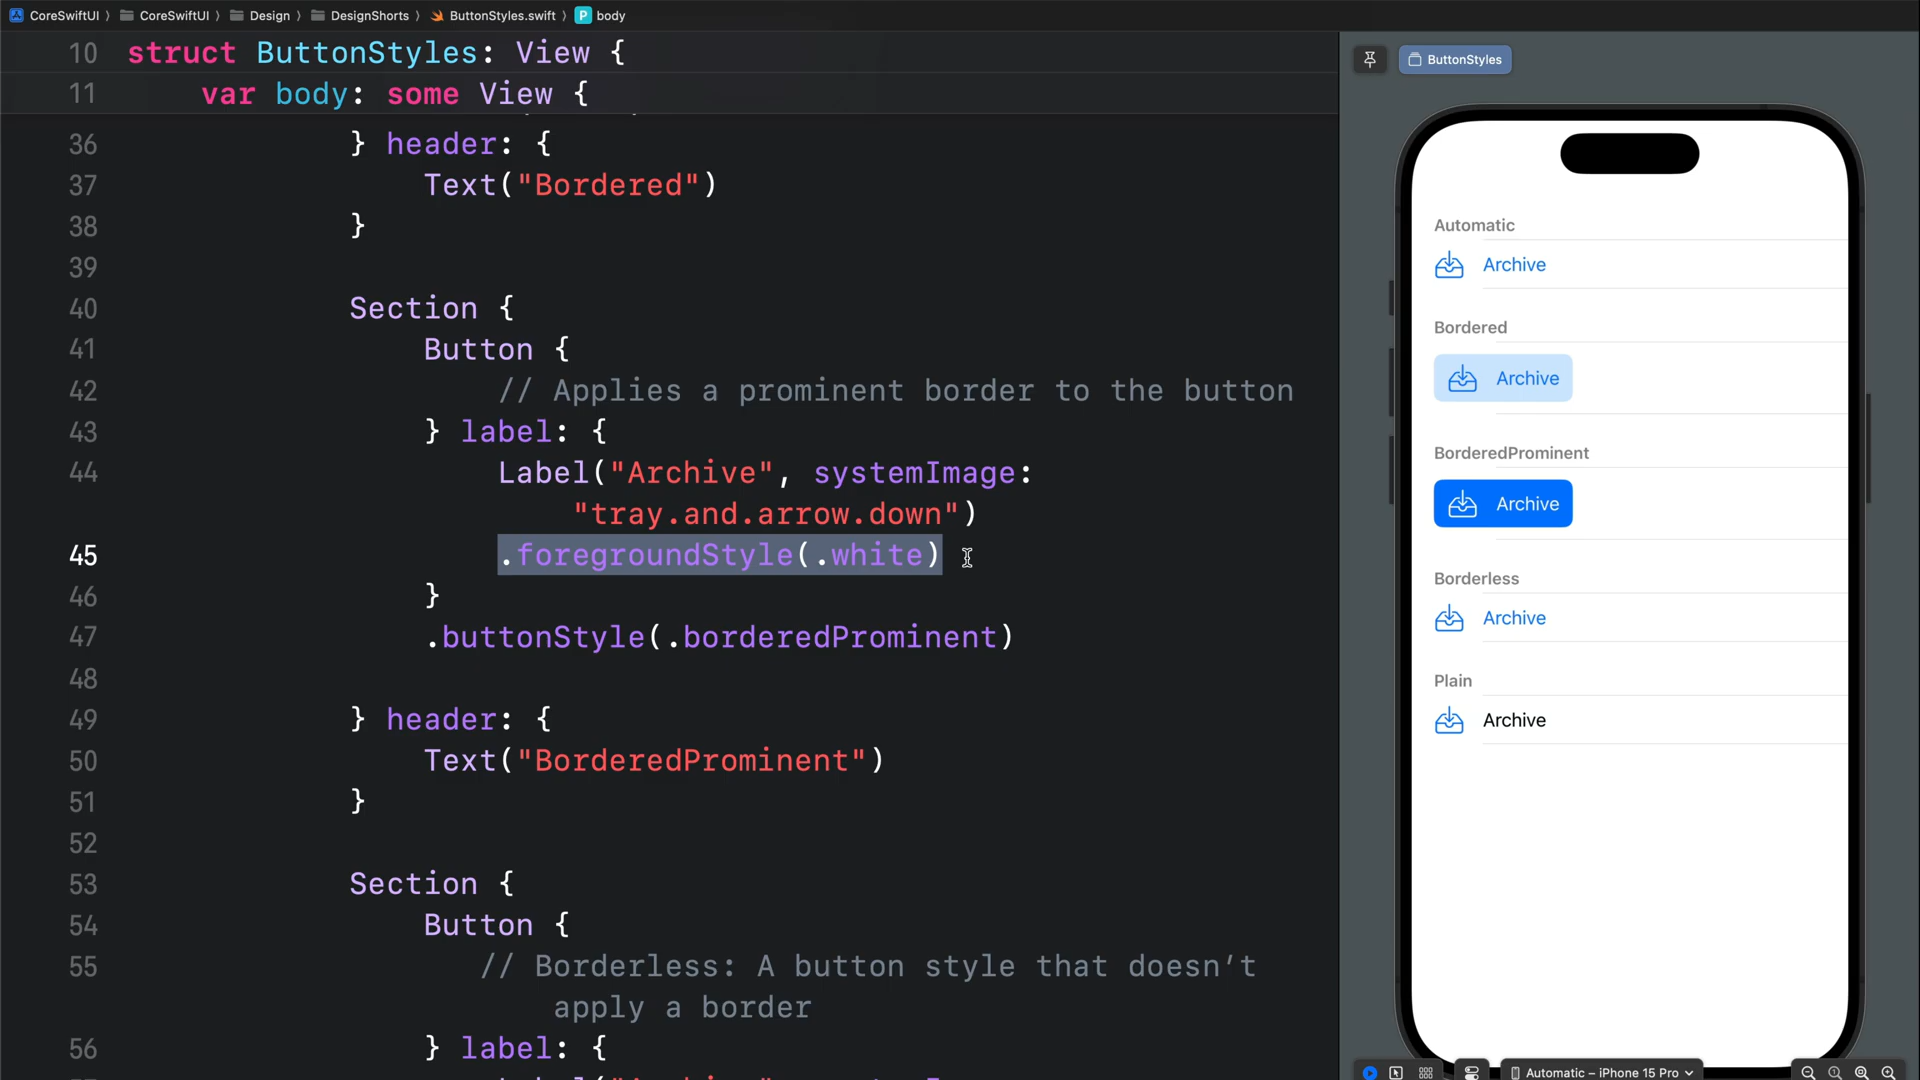 CoreSwiftUI 〉 CoreSwiftUI 〉 Design 〉 DesignShorts 〉 ButtonStyles.swift 〉 P body
10 struct ButtonStyles: View {
11 var body: some View {
36 } header: {
37 Text("Bordered")
38 }
39
40 Section {
41 Button {
42 // Applies a prominent border to the button
43 } label: {
44 Label("Archive", systemImage:
"tray.and.arrow.down")
45 .foregroundStyle(.white)
46 }
47 .buttonStyle(.borderedProminent)
48
49 } header: {
50 Text("BorderedProminent")
51 }
52
53 Section {
54 Button {
55 // Borderless: A button style that doesn't
apply a border
56 } label: {
ButtonStyles
Automatic
Archive
Bordered
Archive
BorderedProminent
Archive
Borderless
Archive
Plain
Archive
Automatic – iPhone 15 Pro